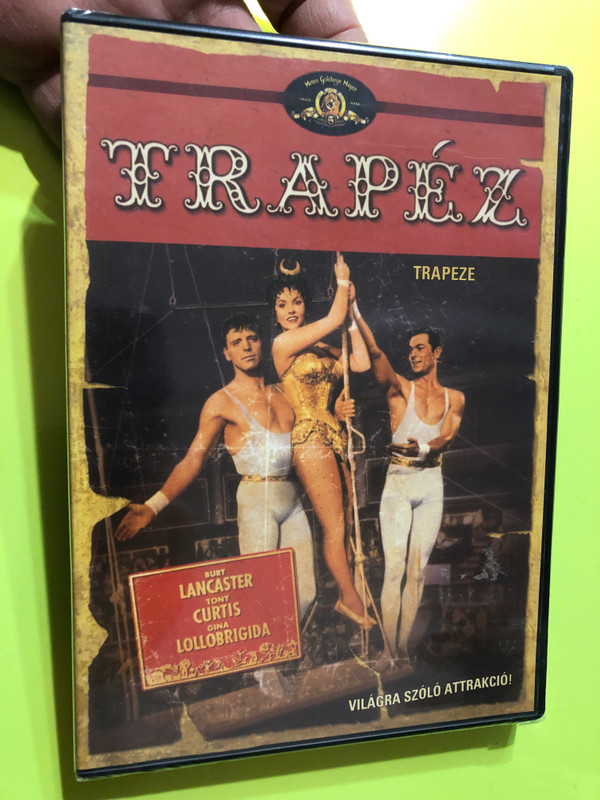 Metro Goldwyn Mayer
TRAPÉZ
TRAPEZE
BURT
LANCASTER
TONY
CURTIS
GINA
LOLLOBRIGIDA
VILÁGRA SZÓLÓ ATTRAKCIÓ!